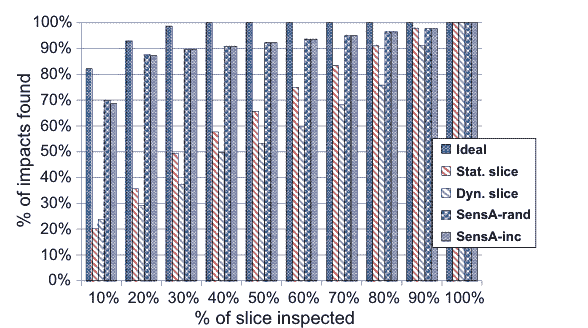 100%
90%
80%
70%
60%
50%
40%
30%
20%
10%
0%
% of impacts found
Ideal
Stat. slice
Dyn. slice
SensA-rand
SensA-inc
10% 20% 30% 40% 50% 60% 70% 80% 90% 100%
% of slice inspected